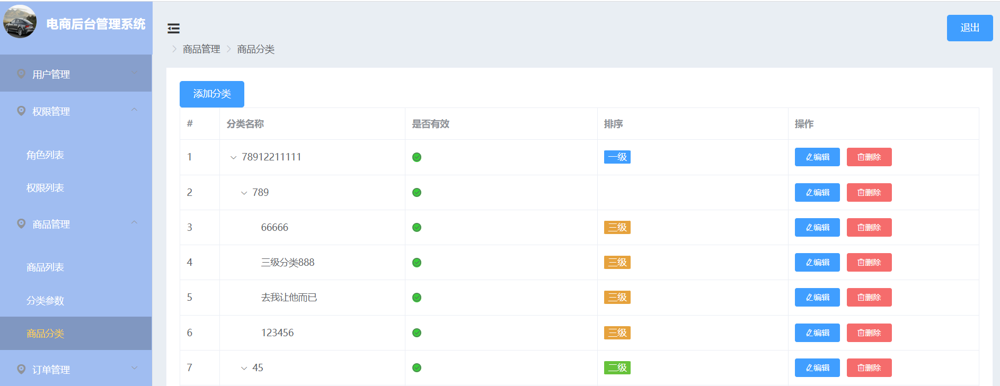 电商后台管理系统
退出
商品管理 商品分类
用户管理
权限管理
角色列表
权限列表
商品管理
商品列表
分类参数
商品分类
订单管理
添加分类
# 分类名称 是否有效 排序 操作
1 78912211111 一级 编辑 删除
2 789 编辑 删除
3 66666 三级 编辑 删除
4 三级分类888 三级 编辑 删除
5 去我让他而已 三级 编辑 删除
6 123456 三级 编辑 删除
7 45 二级 编辑 删除